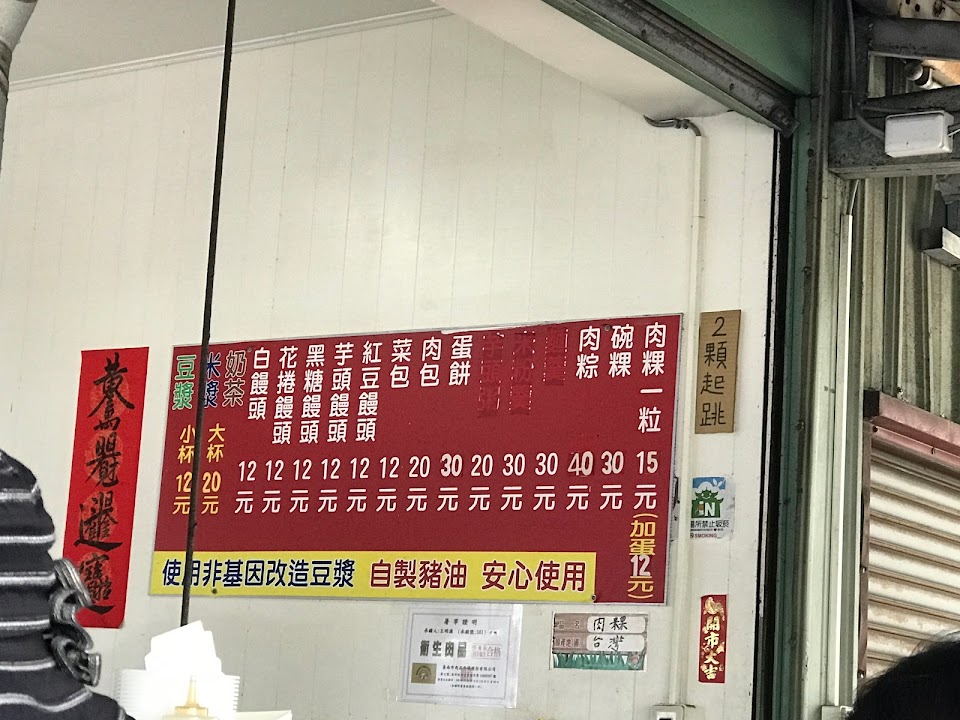 肉粿一粒 15元(加蛋12元)
碗粿 30元
肉粽 40元
30元
30元
20元
蛋餅 30元
肉包 20元
菜包 12元
紅豆饅頭 12元
芋頭饅頭 12元
黑糖饅頭 12元
花捲饅頭 12元
白饅頭 12元
奶茶
米漿
豆漿
大杯20元
小杯12元
使用非基因改造豆漿 自製豬油 安心使用
2顆起跳
開市大吉
肉粿
台灣
衛生肉品
合格